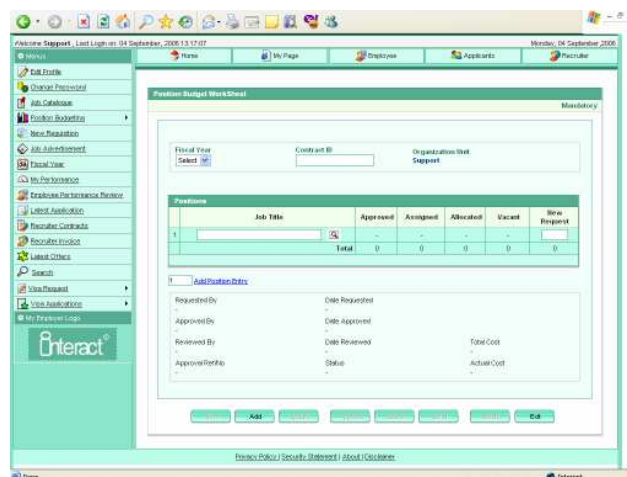 Welcome Support , Last Login on: 04 September, 2006 13:17:07
Monday, 04 September ,2006
Menus
Home
My Page
Employee
Applicants
Recruiter
Edit Profile
Change Password
Job Catalogue
Position Budgeting
New Requisition
Job Advertisement
Fiscal Year
My Performance
Employee Performance Review
Latest Application
Recruiter Contracts
Recruiter Invoice
Latest Offers
Search
Visa Request
Visa Applications
My Employer Logo
interact
Position Budget WorkSheet
Mandatory
Fiscal Year
Contract ID
Organization Unit
Select
Support
Positions
Job Title
Approved
Assigned
Allocated
Vacant
New Request
1
- - - -
Total 0 0 0 0 0
1 Add Position Entry
Requested By
Date Requested
-
-
Approved By
Date Approved
-
-
Reviewed By
Date Reviewed
Total Cost
-
-
-
Approval Ref/No
Status
Actual Cost
-
-
-
Add
Exit
Privacy Policy | Security Statement | About | Disclaimer
Done
Internet